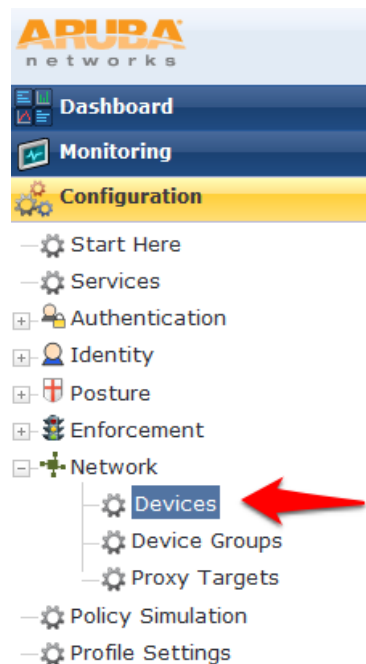 ARUBA
networks
Dashboard
Monitoring
Configuration
Start Here
Services
Authentication
Identity
Posture
Enforcement
Network
Devices
Device Groups
Proxy Targets
Policy Simulation
Profile Settings